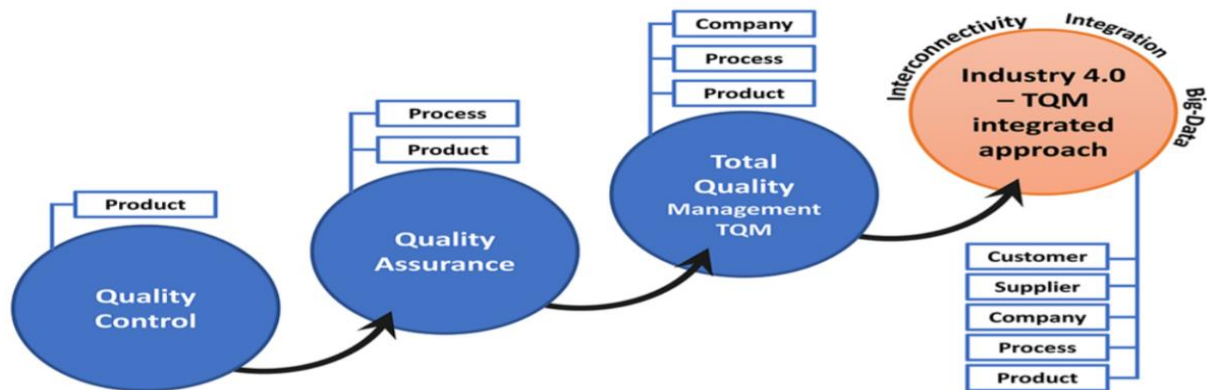 Product
Quality
Control
Process
Product
Quality
Assurance
Company
Process
Product
Total
Quality
Management
TQM
Interconnectivity
Integration
Big-Data
Industry 4.0
– TQM
integrated
approach
Customer
Supplier
Company
Process
Product